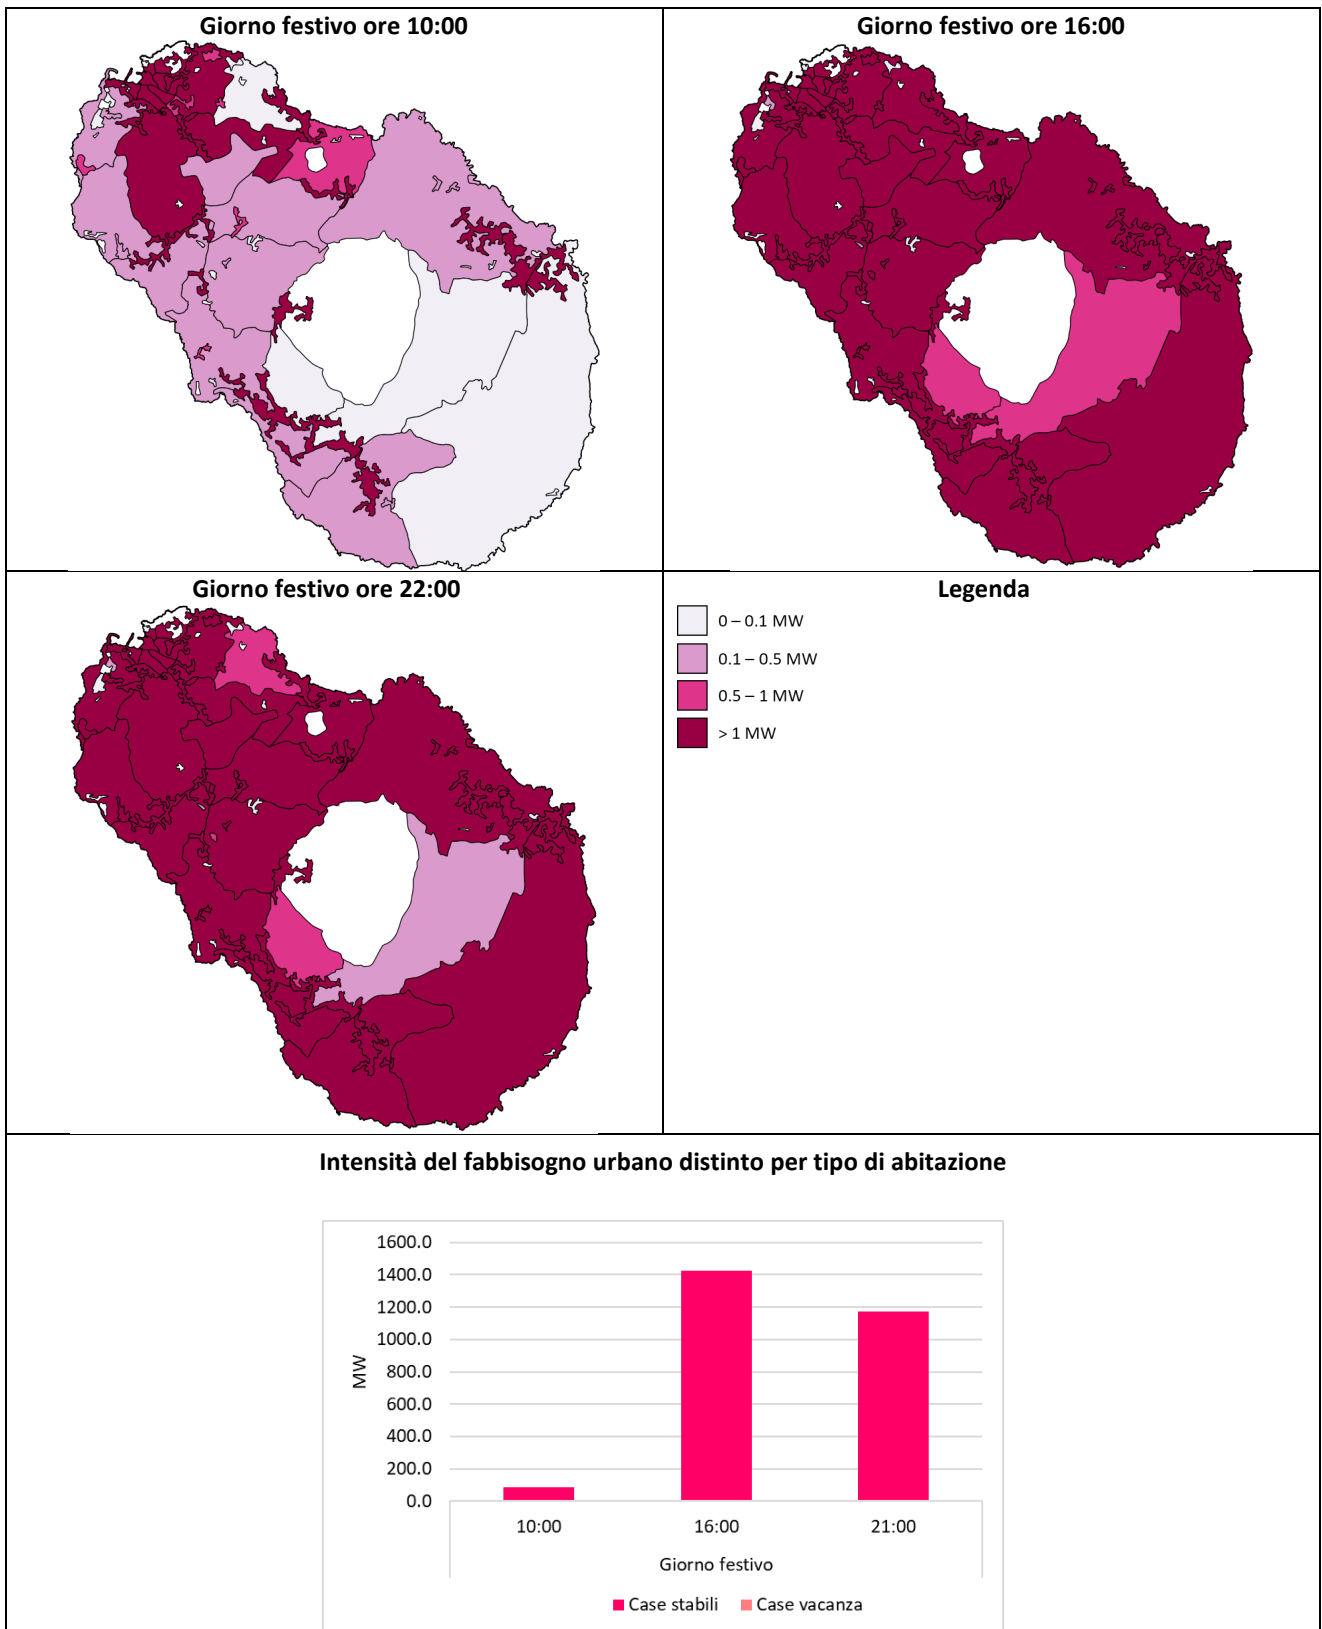 Giorno festivo ore 10:00
Giorno festivo ore 16:00
Giorno festivo ore 22:00
Legenda
0 – 0.1 MW
0.1 – 0.5 MW
0.5 – 1 MW
> 1 MW
Intensità del fabbisogno urbano distinto per tipo di abitazione
1600.0
1400.0
1200.0
1000.0
800.0
600.0
400.0
200.0
0.0
MW
10:00
16:00
21:00
Giorno festivo
Case stabili
Case vacanza